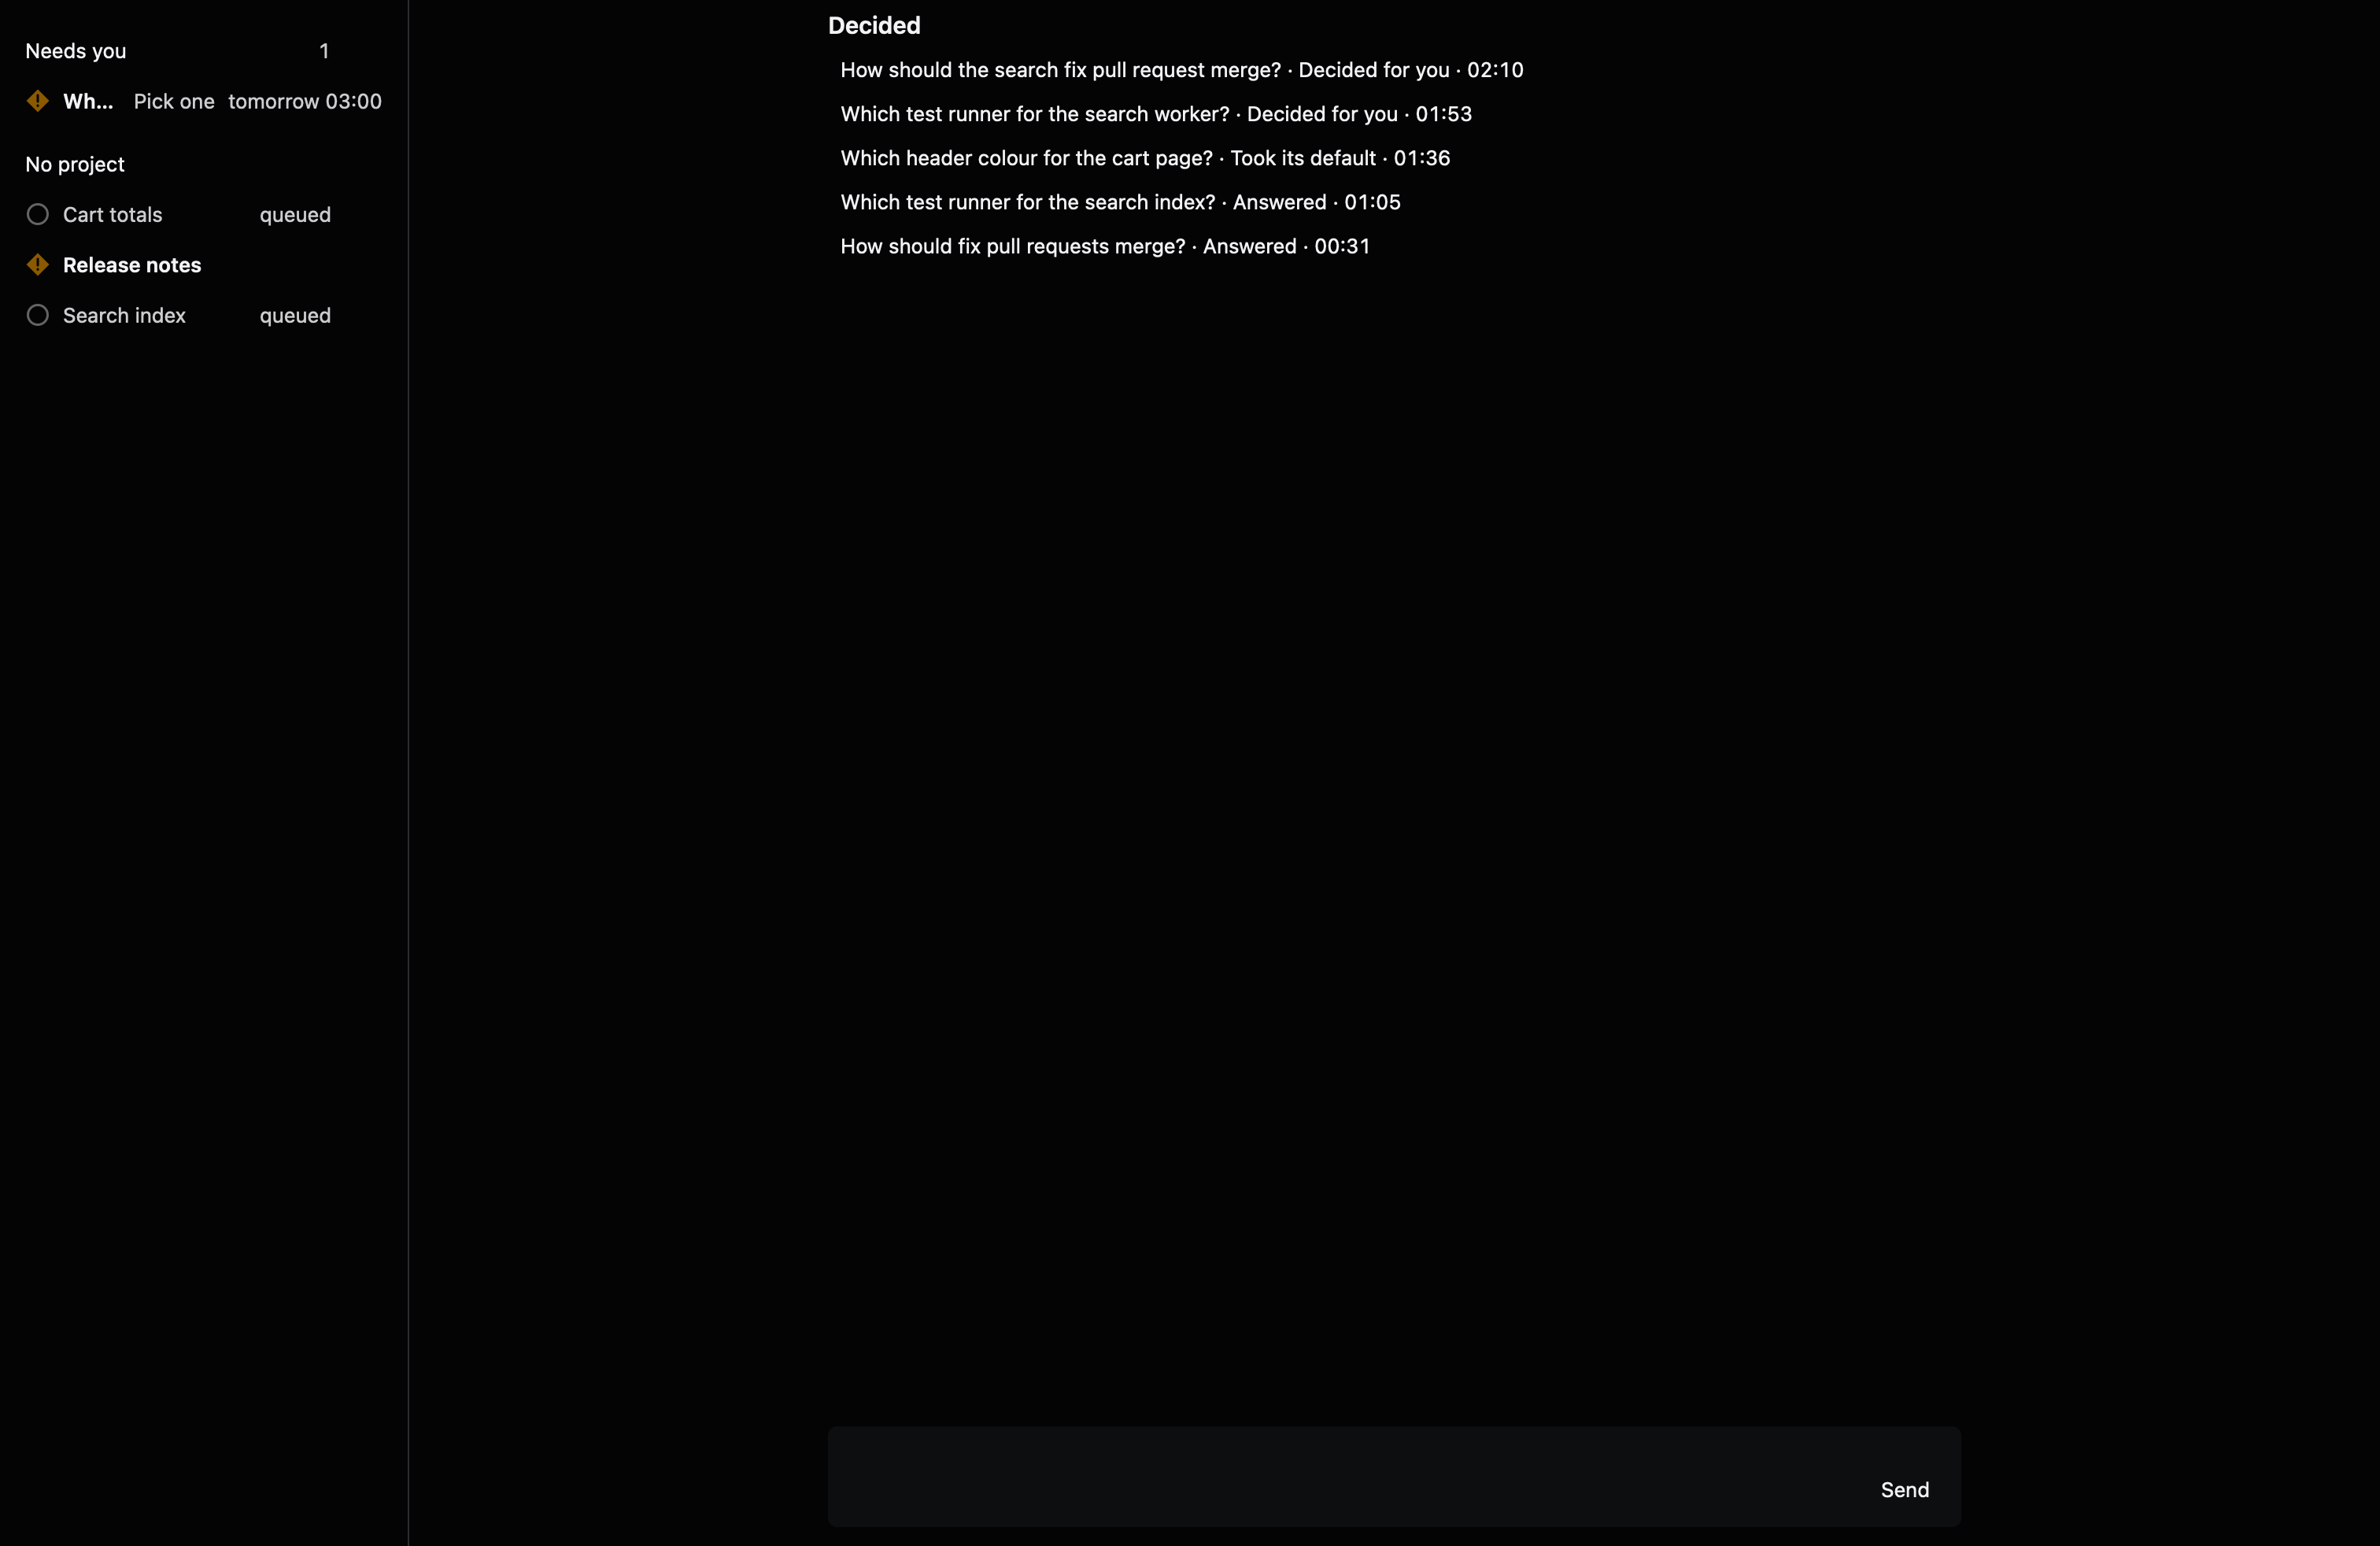 Needs you 1
Wh... Pick one tomorrow 03:00
No project
Cart totals queued
Release notes
Search index queued
Decided
How should the search fix pull request merge? · Decided for you · 02:10
Which test runner for the search worker? · Decided for you · 01:53
Which header colour for the cart page? · Took its default · 01:36
Which test runner for the search index? · Answered · 01:05
How should fix pull requests merge? · Answered · 00:31
Send